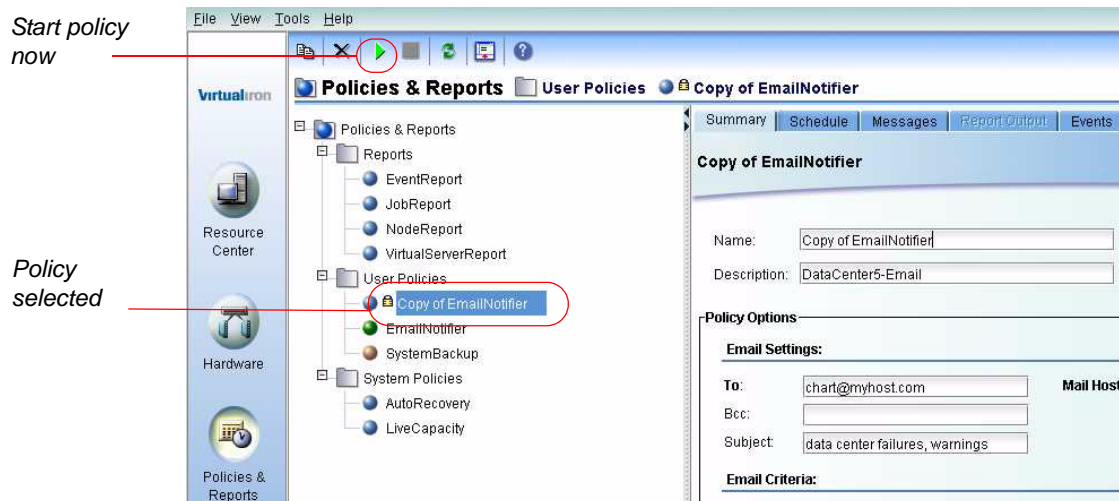 Start policy
now
File View Tools Help
Virtualiron
Policies & Reports User Policies Copy of EmailNotifier
Resource
Center
Hardware
Policies &
Reports
Policies & Reports
Reports
EventReport
JobReport
NodeReport
VirtualServerReport
User Policies
Policy
selected
Copy of EmailNotifier
EmailNotifier
SystemBackup
System Policies
AutoRecovery
LiveCapacity
Summary Schedule Messages Report Output Events
Copy of EmailNotifier
Name: Copy of EmailNotifier
Description: DataCenter5-Email
Policy Options
Email Settings:
To: chart@myhost.com Mail Host
Bcc:
Subject: data center failures, warnings
Email Criteria: